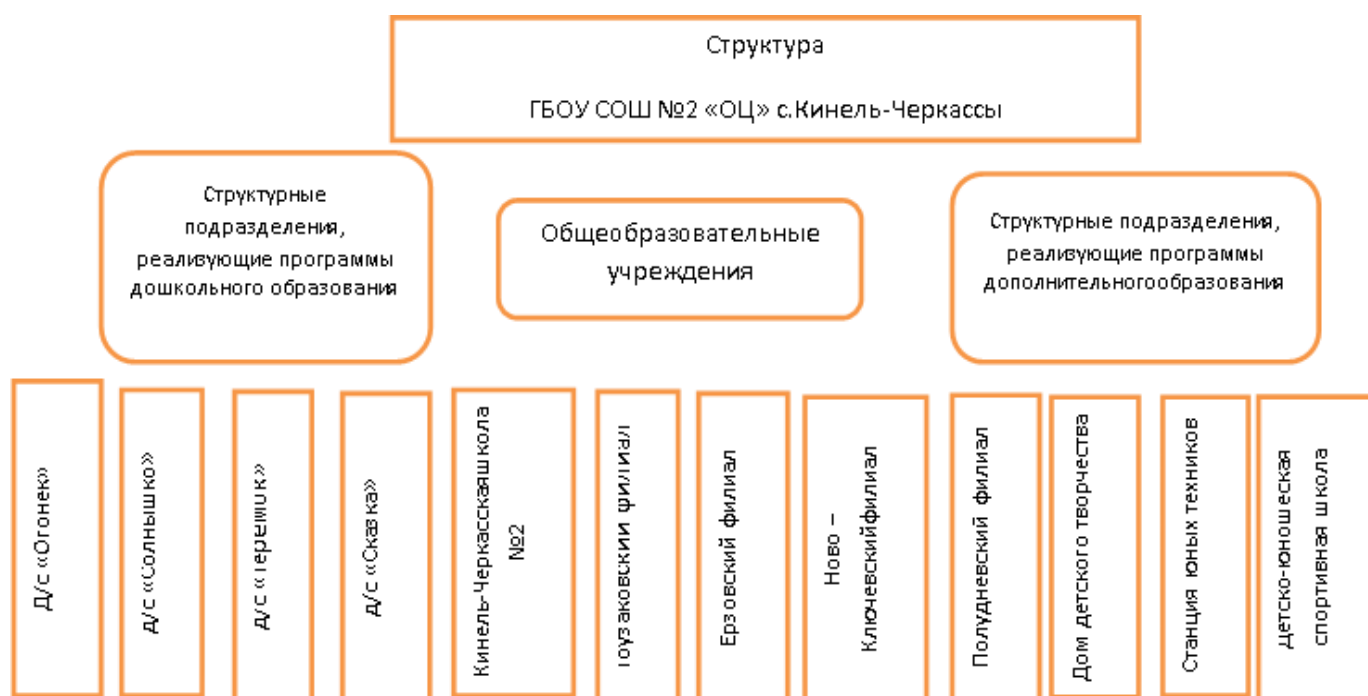 Структура
ГБОУ СОШ №2 «ОЦ» с.Кинель-Черкассы
Структурные
подразделения,
реализующие программы
дошкольного образования
Общеобразовательные
учреждения
Структурные подразделения,
реализующие программы
дополнительногообразования
Д/с «Огонек»
д/с «Солнышко»
д/с «Теремок»
д/с «Сказка»
Кинель-Черкасскаяшкола
№2
филиал
Ерзовский филиал
Ново –
Ключевскийфилиал
Полудневский филиал
Дом детского творчества
Станция юных техников
Детско-юношеская
спортивная школа